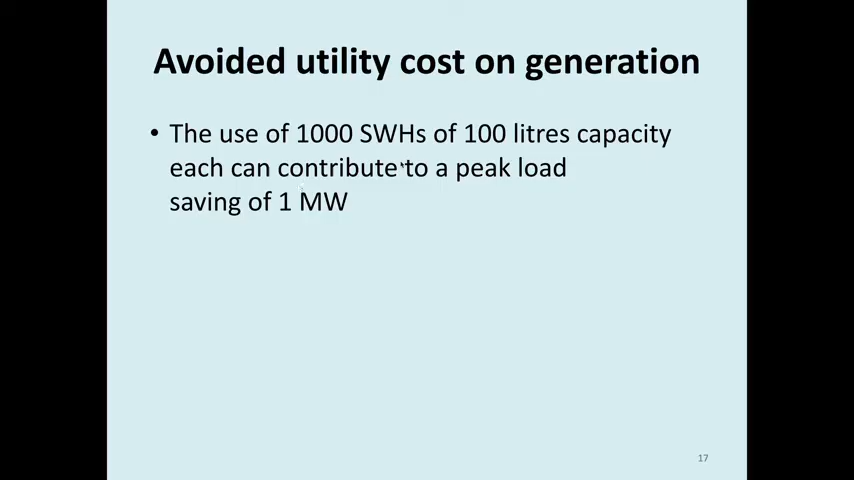 Avoided utility cost on generation
• The use of 1000 SWHs of 100 litres capacity
each can contribute to a peak load
saving of 1 MW
17